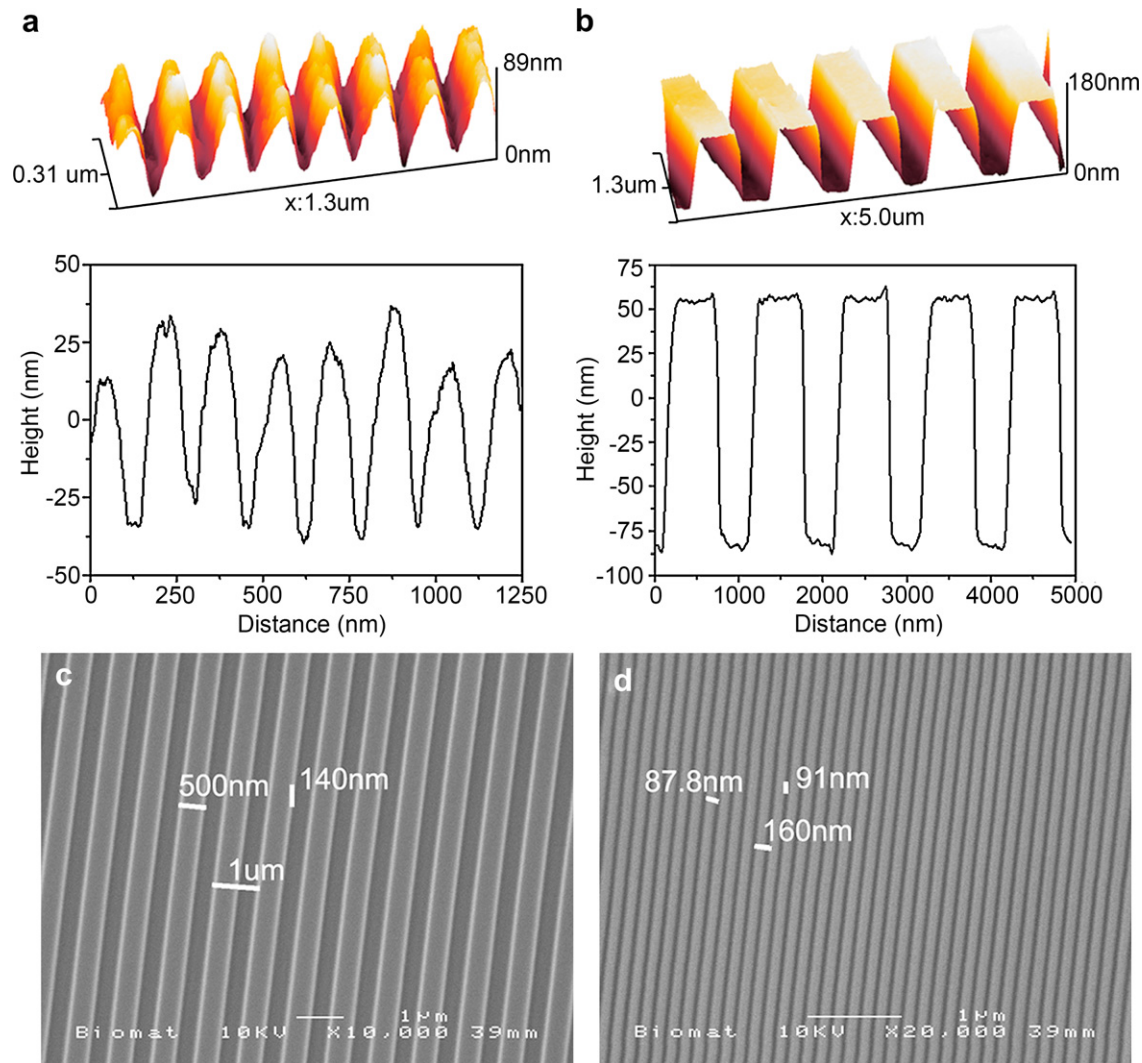 a
89nm
0nm
0.31 um
x:1.3um
b
180nm
0nm
1.3um
x:5.0um
50
25
0
-25
-50
Height (nm)
0 250 500 750 1000 1250
Distance (nm)
75
50
25
0
-25
-50
-75
-100
Height (nm)
0 1000 2000 3000 4000 5000
Distance (nm)
c
500nm
140nm
1um
1µm
Biomat 10KV X10,000 39mm
d
87.8nm
91nm
160nm
1µm
Biomat 10KV X20,000 39mm